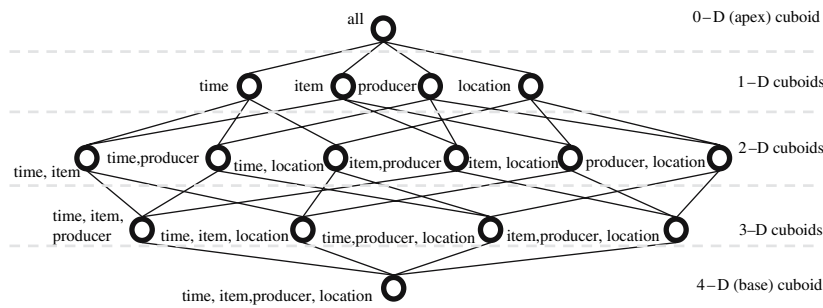 all
0–D (apex) cuboid
time
item
producer
location
1–D cuboids
time, item
time,producer
time, location
item,producer
item, location
producer, location
2–D cuboids
time, item,
producer
time, item, location
time,producer, location
item,producer, location
3–D cuboids
time, item,producer, location
4–D (base) cuboid